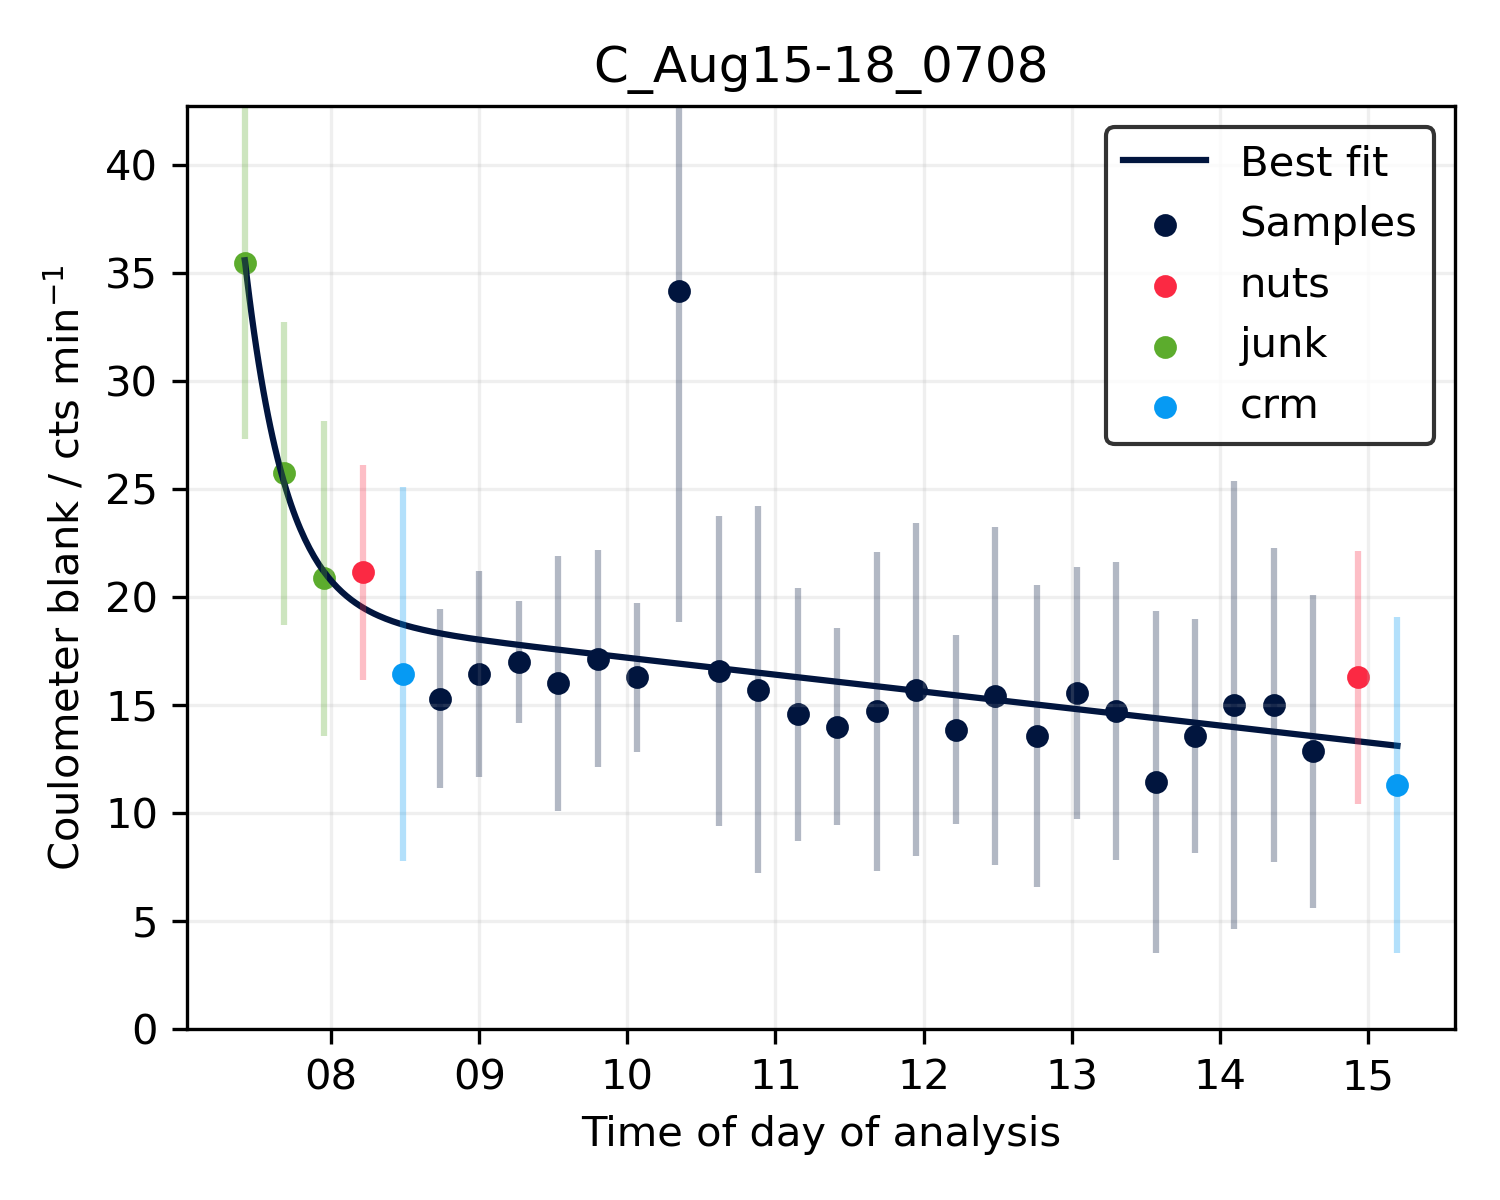 C_Aug15-18_0708
Coulometer blank / cts min⁻¹
40
35
30
25
20
15
10
5
0
08 09 10 11 12 13 14 15
Time of day of analysis
Best fit
Samples
nuts
junk
crm